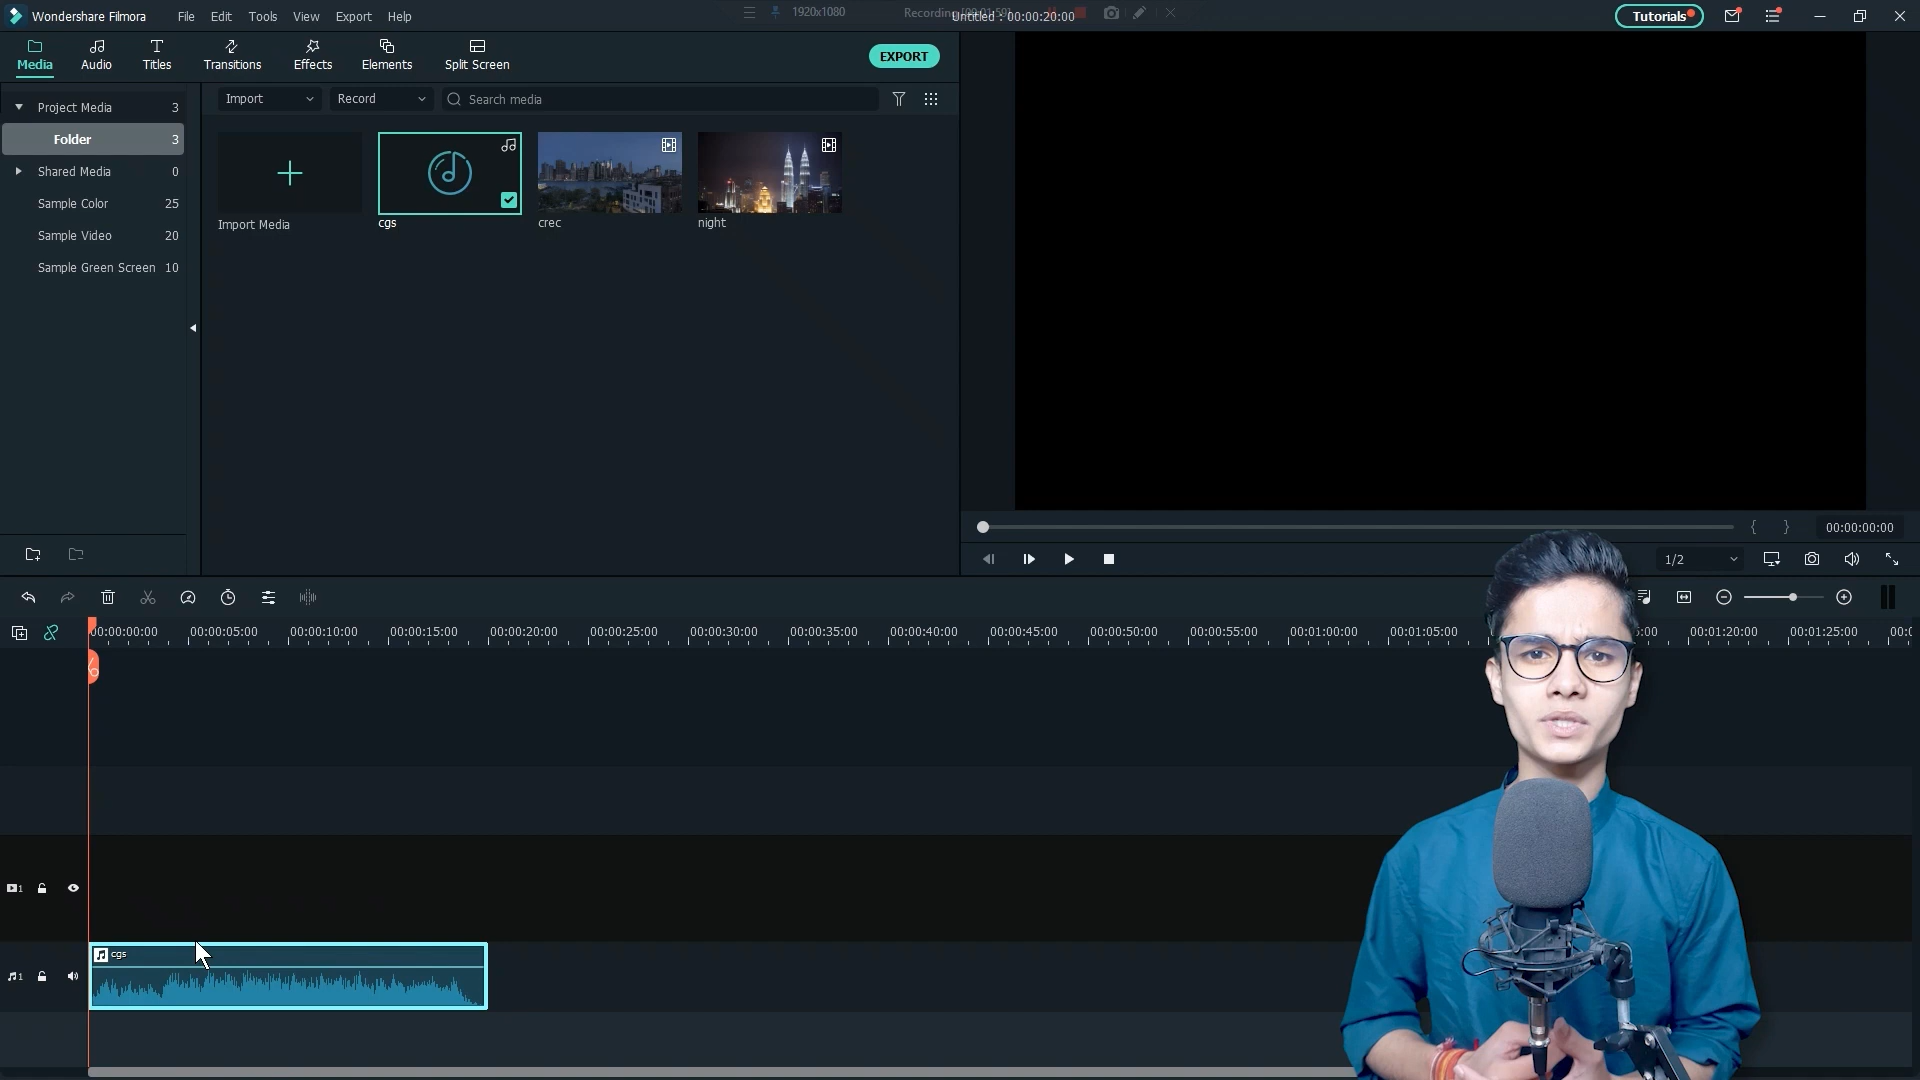 Wondershare Filmora File Edit Tools View Export Help
1920x1080
Untitled : 00:00:20:00
Tutorials
Media Audio Titles Transitions Effects Elements Split Screen
EXPORT
Project Media 3
Folder 3
Shared Media 0
Sample Color 25
Sample Video 20
Sample Green Screen 10
Import Record Search media
Import Media cgs crec night
00:00:00:00
1/2
00:00:00:00 00:00:05:00 00:00:10:00 00:00:15:00 00:00:20:00 00:00:25:00 00:00:30:00 00:00:35:00 00:00:40:00 00:00:45:00 00:00:50:00 00:00:55:00 00:01:00:00 00:01:05:00 00:01:20:00 00:01:25:00
1
cgs
1